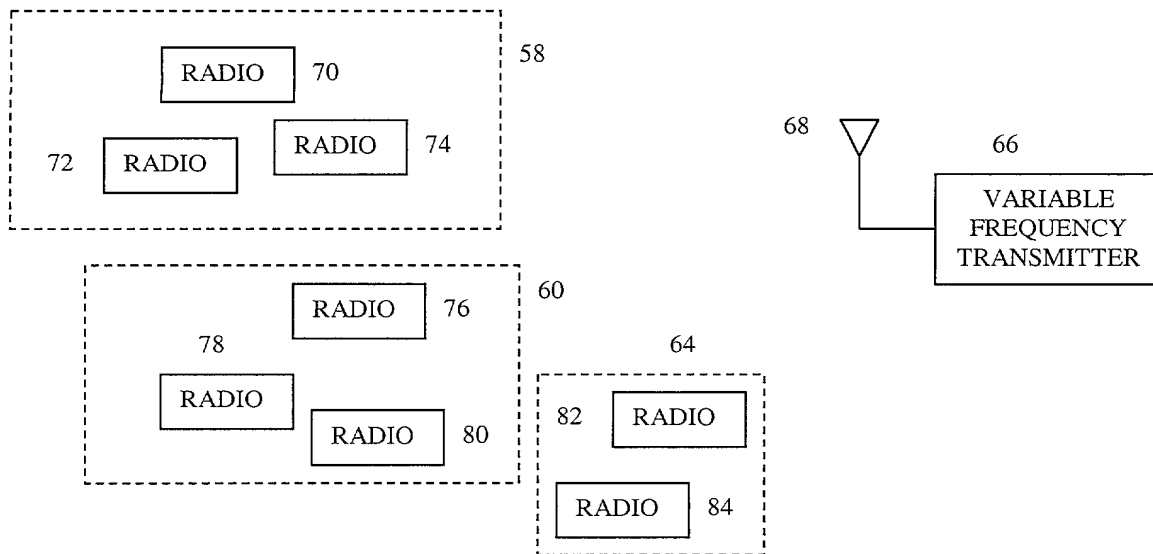 RADIO 70
58
72 RADIO
RADIO 74
68
66
VARIABLE
FREQUENCY
TRANSMITTER
RADIO 76
60
78
RADIO
RADIO 80
64
82 RADIO
RADIO 84